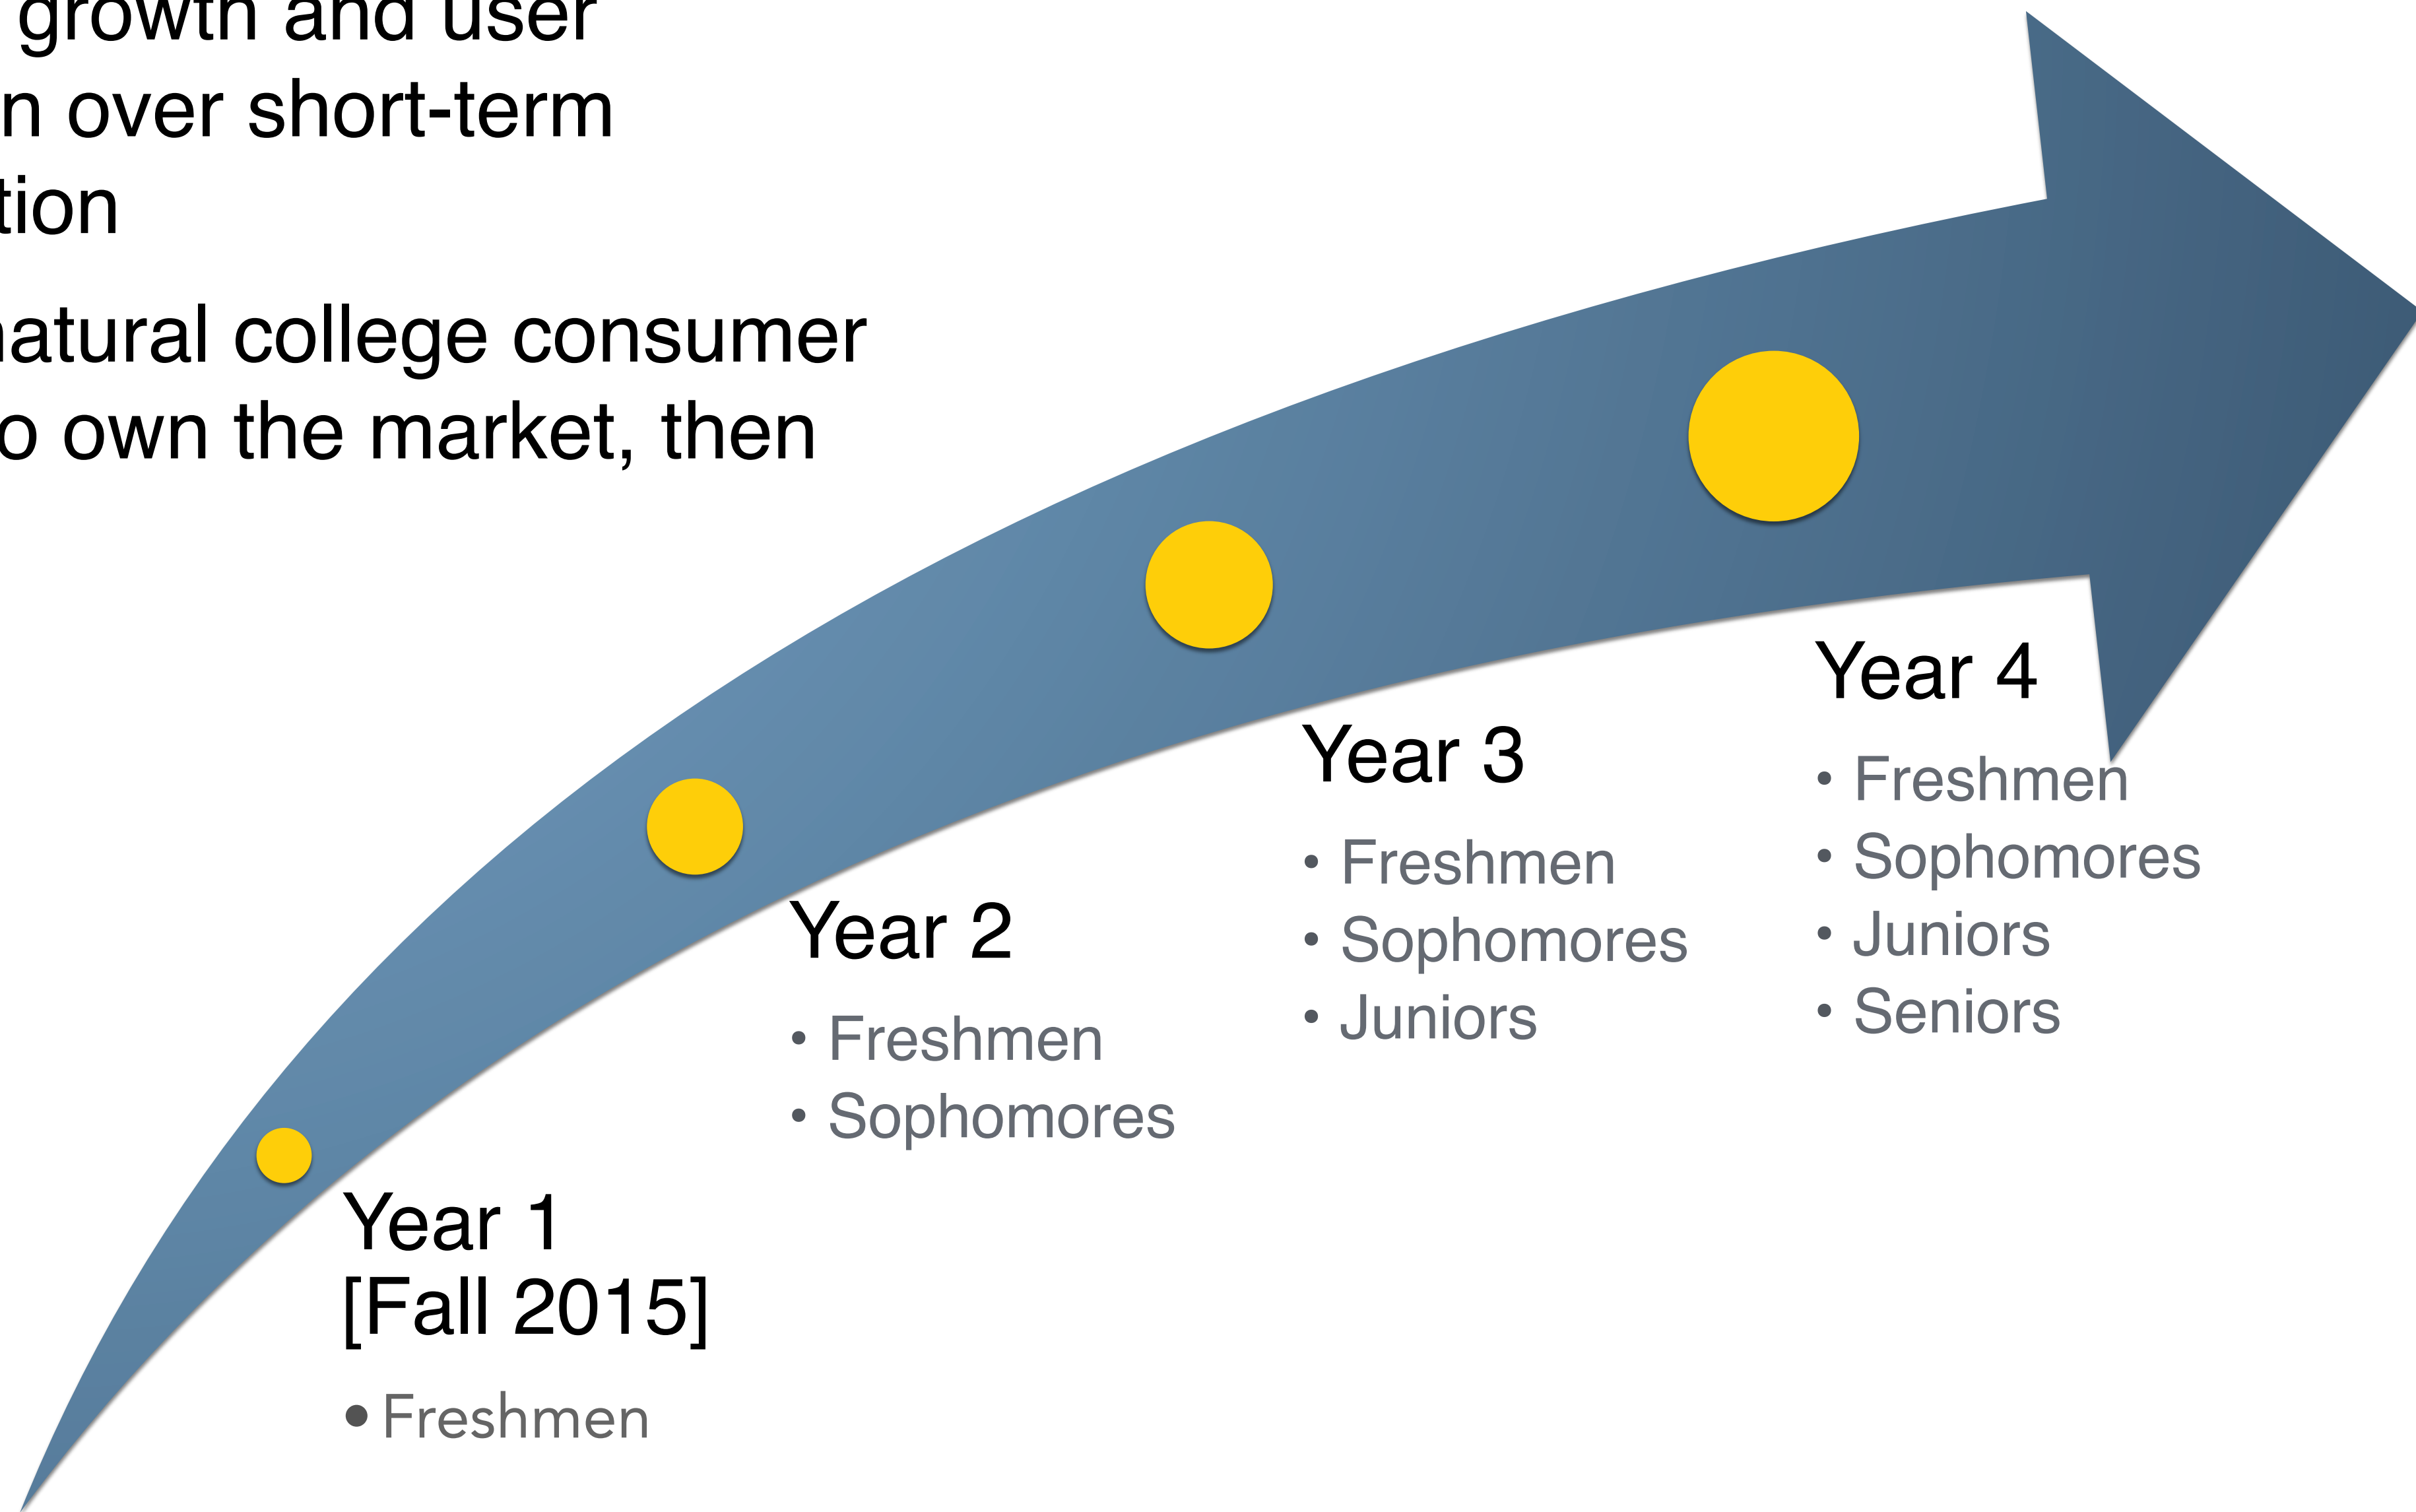 growth and user
n over short-term
tion
natural college consumer
o own the market, then
Year 4
• Freshmen
• Sophomores
• Juniors
• Seniors
Year 3
• Freshmen
• Sophomores
• Juniors
Year 2
• Freshmen
• Sophomores
Year 1
[Fall 2015]
• Freshmen